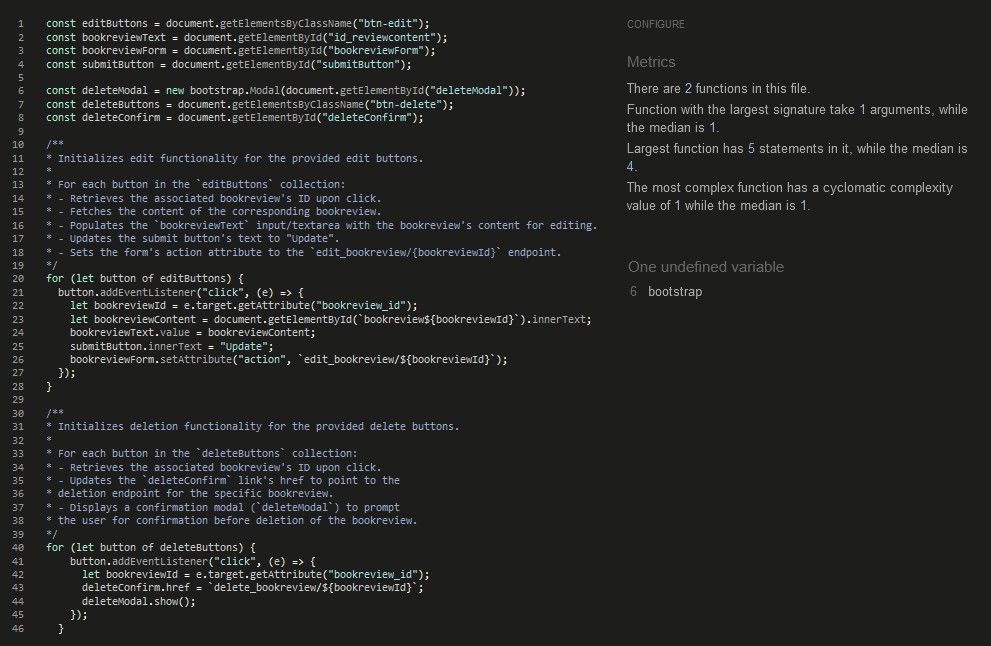 1 const editButtons = document.getElementsByClassName("btn-edit");
2 const bookreviewText = document.getElementById("id_reviewcontent");
3 const bookreviewForm = document.getElementById("bookreviewForm");
4 const submitButton = document.getElementById("submitButton");
5
6 const deleteModal = new bootstrap.Modal(document.getElementById("deleteModal"));
7 const deleteButtons = document.getElementsByClassName("btn-delete");
8 const deleteConfirm = document.getElementById("deleteConfirm");
9
10 /**
11 * Initializes edit functionality for the provided edit buttons.
12 *
13 * For each button in the `editButtons` collection:
14 * - Retrieves the associated bookreview's ID upon click.
15 * - Fetches the content of the corresponding bookreview.
16 * - Populates the `bookreviewText` input/textarea with the bookreview's content for editing.
17 * - Updates the submit button's text to "Update".
18 * - Sets the form's action attribute to the `edit_bookreview/{bookreviewId}` endpoint.
19 */
20 for (let button of editButtons) {
21   button.addEventListener("click", (e) => {
22     let bookreviewId = e.target.getAttribute("bookreview_id");
23     let bookreviewContent = document.getElementById(`bookreview${bookreviewId}`).innerText;
24     bookreviewText.value = bookreviewContent;
25     submitButton.innerText = "Update";
26     bookreviewForm.setAttribute("action", `edit_bookreview/${bookreviewId}`);
27   });
28 }
29
30 /**
31 * Initializes deletion functionality for the provided delete buttons.
32 *
33 * For each button in the `deleteButtons` collection:
34 * - Retrieves the associated bookreview's ID upon click.
35 * - Updates the `deleteConfirm` link's href to point to the
36 * deletion endpoint for the specific bookreview.
37 * - Displays a confirmation modal (`deleteModal`) to prompt
38 * the user for confirmation before deletion of the bookreview.
39 */
40 for (let button of deleteButtons) {
41     button.addEventListener("click", (e) => {
42       let bookreviewId = e.target.getAttribute("bookreview_id");
43       deleteConfirm.href = `delete_bookreview/${bookreviewId}`;
44       deleteModal.show();
45     });
46   }
CONFIGURE
Metrics
There are 2 functions in this file.
Function with the largest signature take 1 arguments, while
the median is 1.
Largest function has 5 statements in it, while the median is
4.
The most complex function has a cyclomatic complexity
value of 1 while the median is 1.
One undefined variable
6 bootstrap